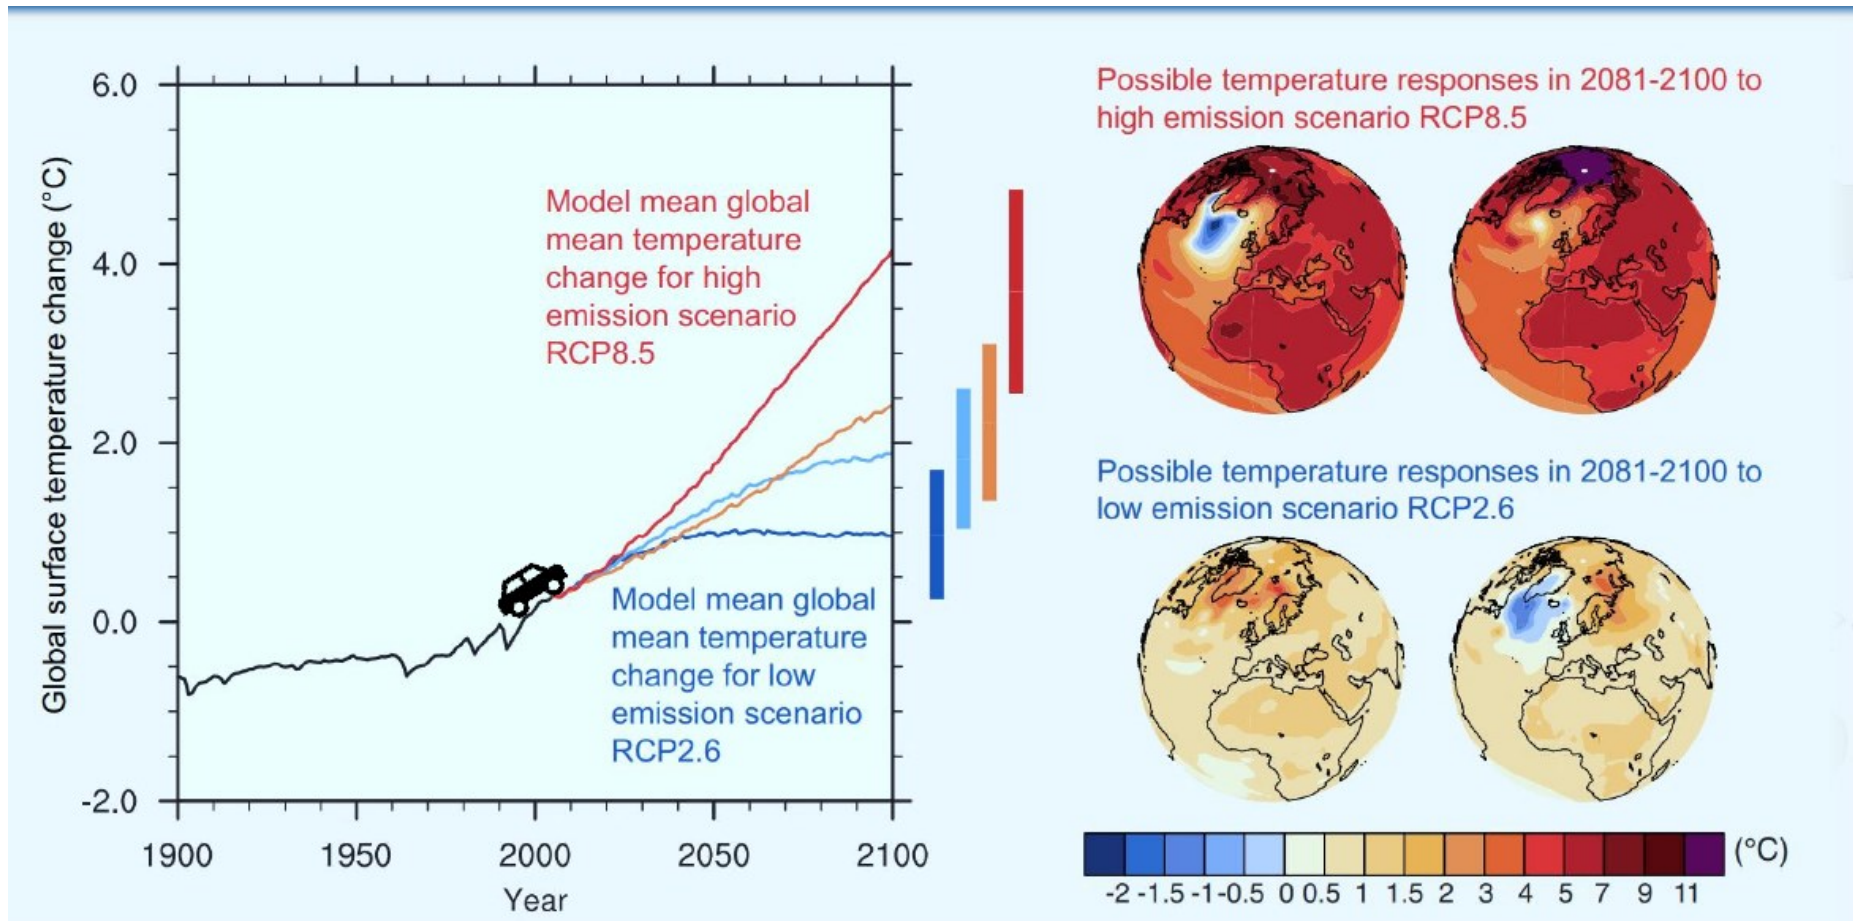 6.0
4.0
2.0
0.0
-2.0
Global surface temperature change (°C)
1900
1950
2000
2050
2100
Year
Model mean global
mean temperature
change for high
emission scenario
RCP8.5
Model mean global
mean temperature
change for low
emission scenario
RCP2.6
Possible temperature responses in 2081-2100 to
high emission scenario RCP8.5
Possible temperature responses in 2081-2100 to
low emission scenario RCP2.6
-2 -1.5 -1 -0.5 0 0.5 1 1.5 2 3 4 5 7 9 11 (°C)